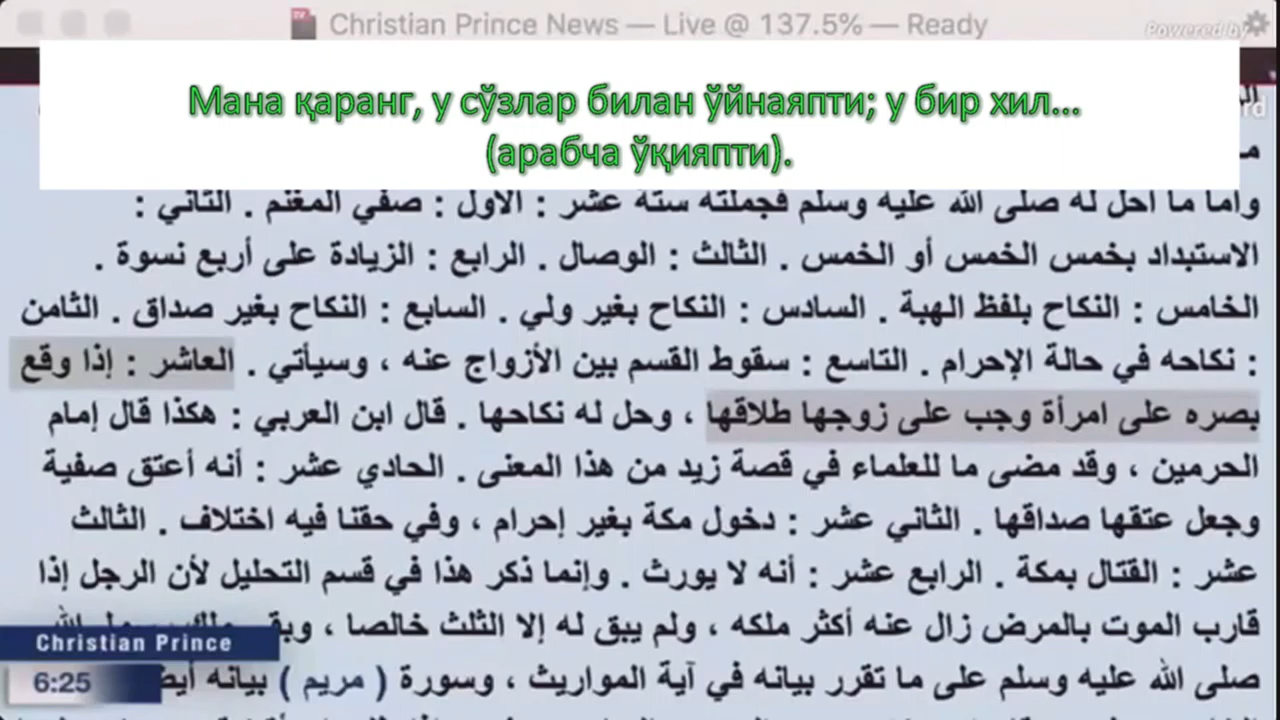 Christian Prince News — Live @ 137.5% — Ready
Powered by
Мана қаранг, у сўзлар билан ўйнаяпти; у бир хил...
(арабча ўқияпти).
وأما ما أحل له صلى الله عليه وسلم فجملته ستة عشر : الأول : صفي المغنم . الثاني :
الاستبداد بخمس الخمس أو الخمس . الثالث : الوصال . الرابع : الزيادة على أربع نسوة .
الخامس : النكاح بلفظ الهبة . السادس : النكاح بغير ولي . السابع : النكاح بغير صداق . الثامن
: نكاحه في حالة الإحرام . التاسع : سقوط القسم بين الأزواج عنه ، وسيأتي . العاشر : إذا وقع
بصره على امرأة وجب على زوجها طلاقها ، وحل له نكاحها . قال ابن العربي : هكذا قال إمام
الحرمين ، وقد مضى ما للعلماء في قصة زيد من هذا المعنى . الحادي عشر : أنه أعتق صفية
وجعل عتقها صداقها . الثاني عشر : دخول مكة بغير إحرام ، وفي حقنا فيه اختلاف . الثالث
عشر : القتال بمكة . الرابع عشر : أنه لا يورث . وإنما ذكر هذا في قسم التحليل لأن الرجل إذا
قارب الموت بالمرض زال عنه أكثر ملكه ، ولم يبق له إلا الثلث خالصا ، الله
صلى الله عليه وسلم على ما تقرر بيانه في آية المواريث ، وسورة ( مريم ) بيانه
Christian Prince
6:25